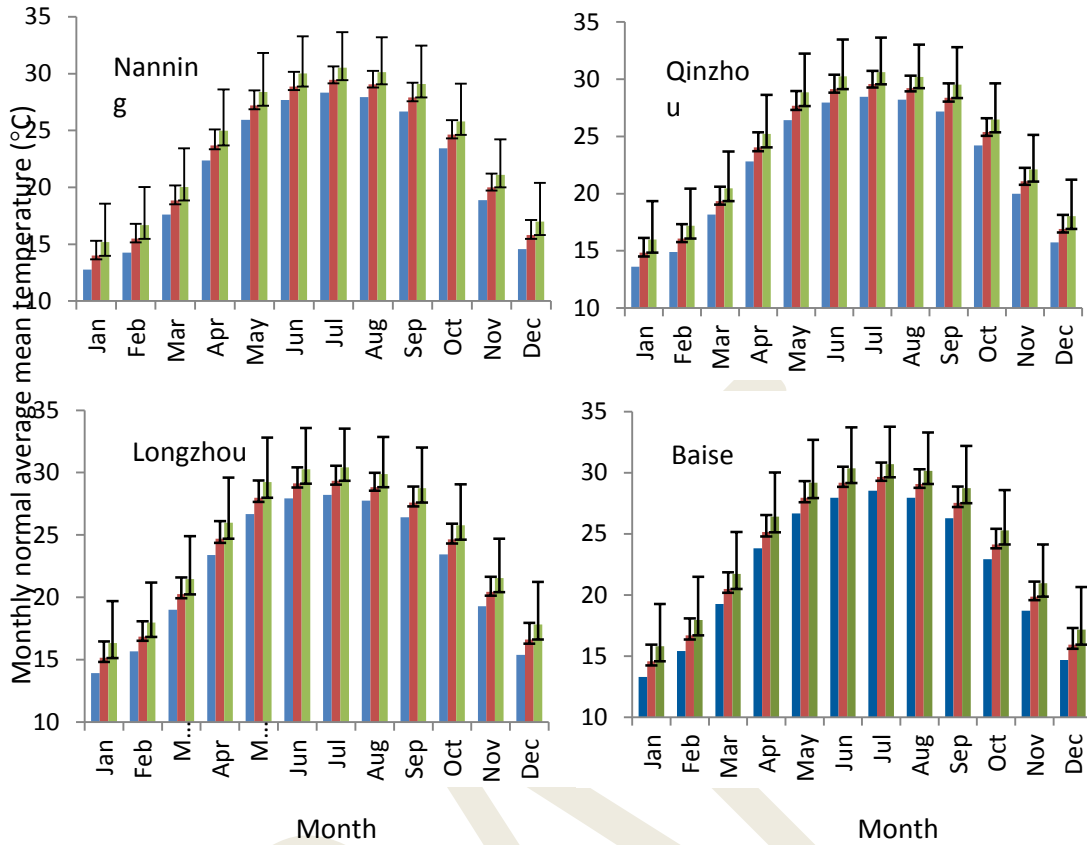 Monthly normal average mean temperature (°C)
35
30
25
20
15
10
Nannin
g
Jan
Feb
Mar
Apr
May
Jun
Jul
Aug
Sep
Oct
Nov
Dec
35
30
25
20
15
10
Qinzho
u
Jan
Feb
Mar
Apr
May
Jun
Jul
Aug
Sep
Oct
Nov
Dec
35
30
25
20
15
10
Longzhou
Jan
Feb
M...
Apr
M...
Jun
Jul
Aug
Sep
Oct
Nov
Dec
Month
35
30
25
20
15
10
Baise
Jan
Feb
Mar
Apr
May
Jun
Jul
Aug
Sep
Oct
Nov
Dec
Month